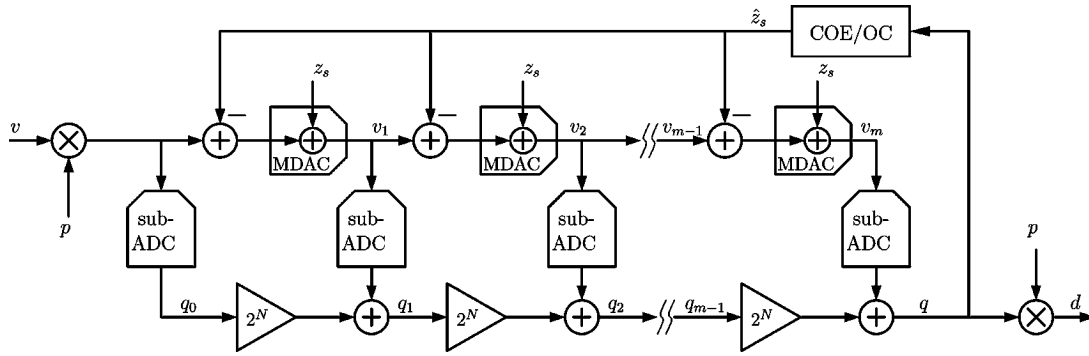 ẑ_s
COE/OC
z_s
z_s
z_s
v
−
v_1
−
v_2
v_{m−1}
−
v_m
MDAC
MDAC
MDAC
p
sub-
ADC
sub-
ADC
sub-
ADC
sub-
ADC
p
q_0
2^N
q_1
2^N
q_2
q_{m−1}
2^N
q
d